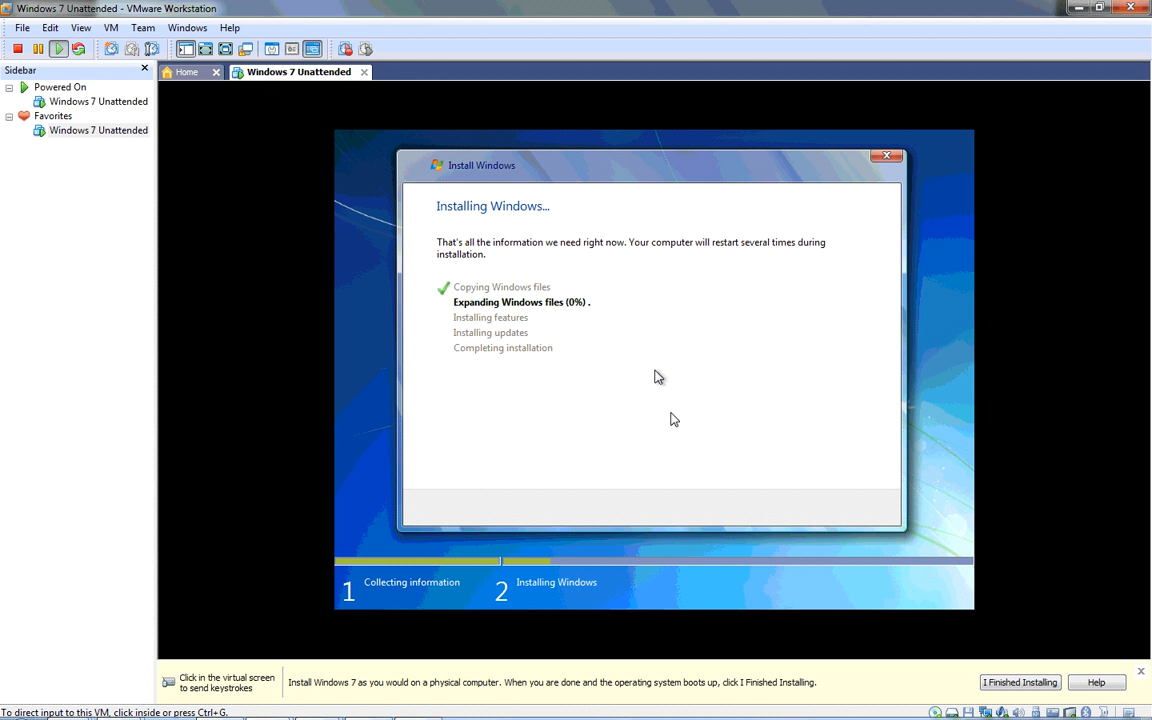 Windows 7 Unattended - VMware Workstation
File Edit View VM Team Windows Help
Sidebar
Home
Windows 7 Unattended
Powered On
Windows 7 Unattended
Favorites
Windows 7 Unattended
Install Windows
Installing Windows...
That's all the information we need right now. Your computer will restart several times during
installation.
Copying Windows files
Expanding Windows files (0%) .
Installing features
Installing updates
Completing installation
1 Collecting information
2 Installing Windows
Click in the virtual screen
to send keystrokes
Install Windows 7 as you would on a physical computer. When you are done and the operating system boots up, click I Finished Installing.
I Finished Installing
Help
To direct input to this VM, click inside or press Ctrl+G.